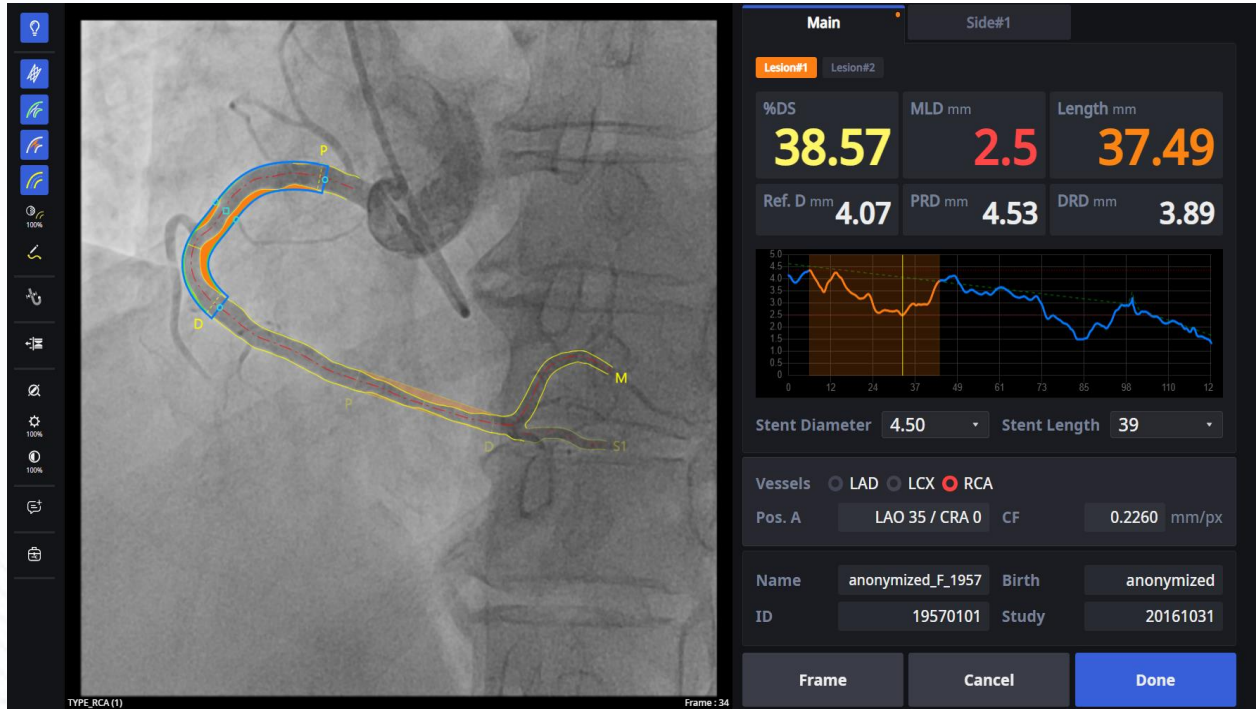 Main Side#1
Lesion#1 Lesion#2
%DS MLD mm Length mm
38.57 2.5 37.49
Ref. D mm 4.07 PRD mm 4.53 DRD mm 3.89
5.0
4.5
4.0
3.5
3.0
2.5
2.0
1.5
1.0
0.5
0
0 12 24 37 49 61 73 85 98 110 12
Stent Diameter 4.50 Stent Length 39
Vessels LAD LCX RCA
Pos. A LAO 35 / CRA 0 CF 0.2260 mm/px
Name anonymized_F_1957 Birth anonymized
ID 19570101 Study 20161031
Frame Cancel Done
100%
100%
100%
P
D
P
D
M
S1
TYPE_RCA (1) Frame : 34